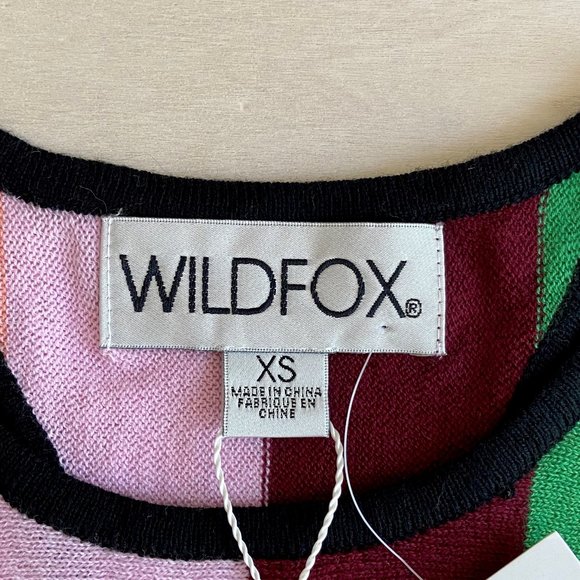 WILDFOX®
XS
MADE IN CHINA
FABRIQUE EN
CHINE